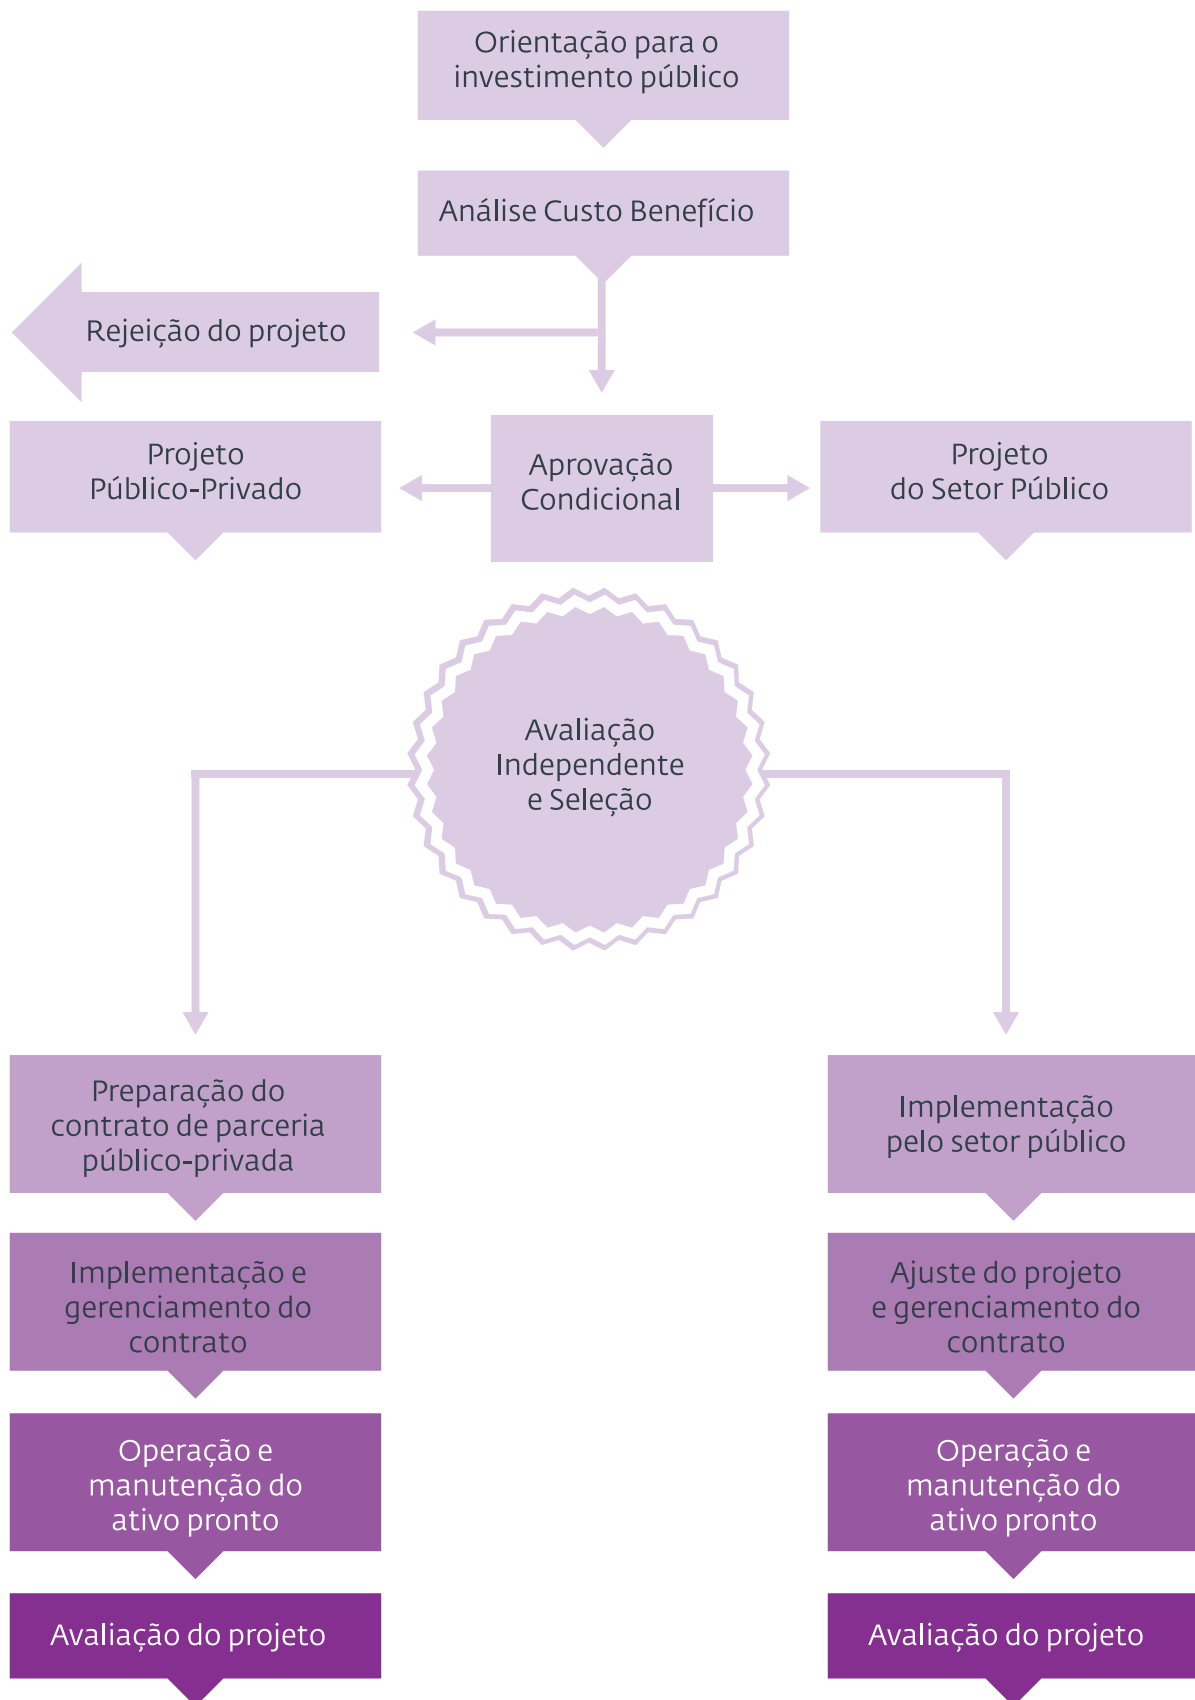 Orientação para o
investimento público
Análise Custo Benefício
Rejeição do projeto
Projeto
Público-Privado
Aprovação
Condicional
Projeto
do Setor Público
Avaliação
Independente
e Seleção
Preparação do
contrato de parceria
público-privada
Implementação
pelo setor público
Implementação e
gerenciamento do
contrato
Ajuste do projeto
e gerenciamento do
contrato
Operação e
manutenção do
ativo pronto
Operação e
manutenção do
ativo pronto
Avaliação do projeto
Avaliação do projeto